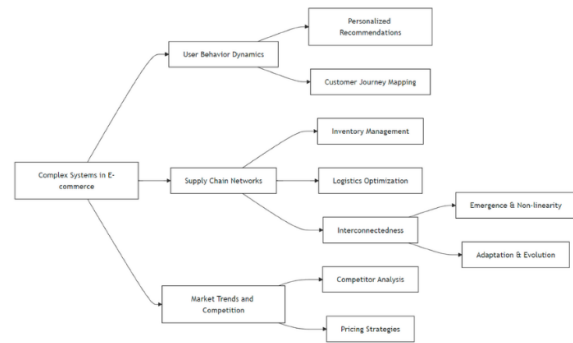 Personalized
Recommendations
User Behavior Dynamics
Customer Journey Mapping
Inventory Management
Complex Systems in E-
commerce
Supply Chain Networks
Logistics Optimization
Emergence & Non-linearity
Interconnectedness
Adaptation & Evolution
Market Trends and
Competition
Competitor Analysis
Pricing Strategies